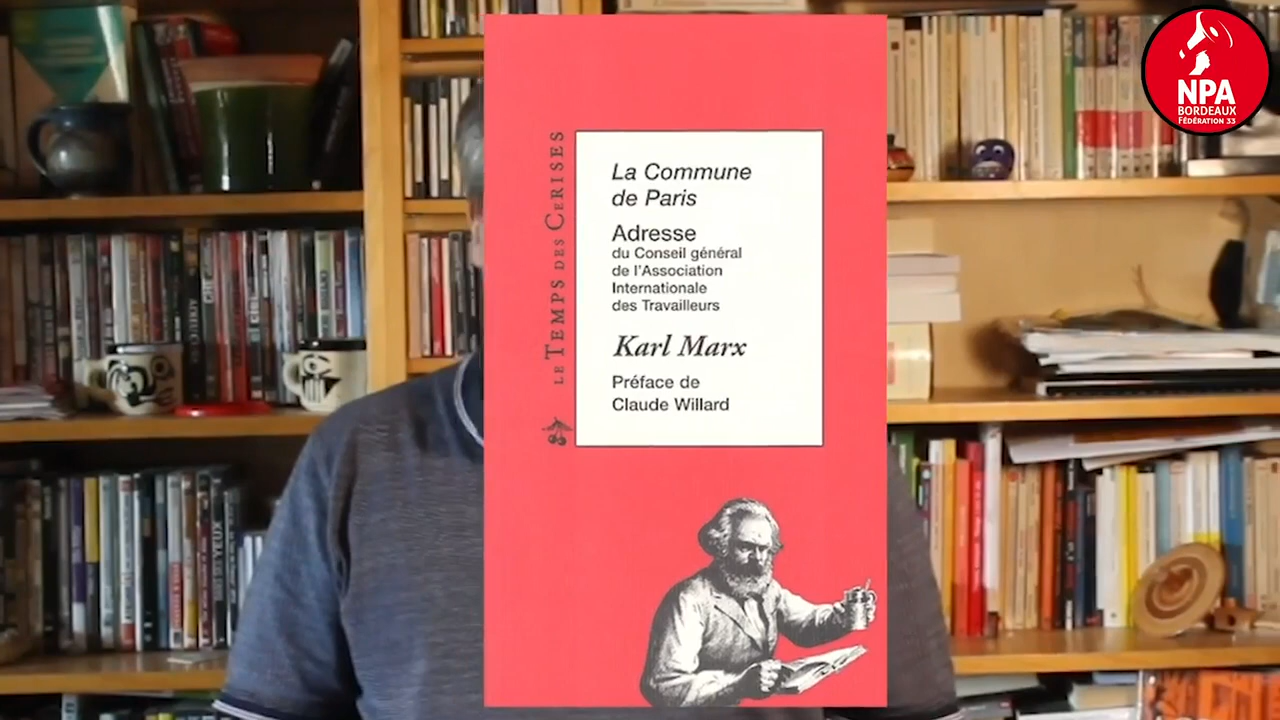 NPA
BORDEAUX
FÉDÉRATION 33
LE TEMPS DES CERISES
La Commune
de Paris
Adresse
du Conseil général
de l'Association
Internationale
des Travailleurs
Karl Marx
Préface de
Claude Willard